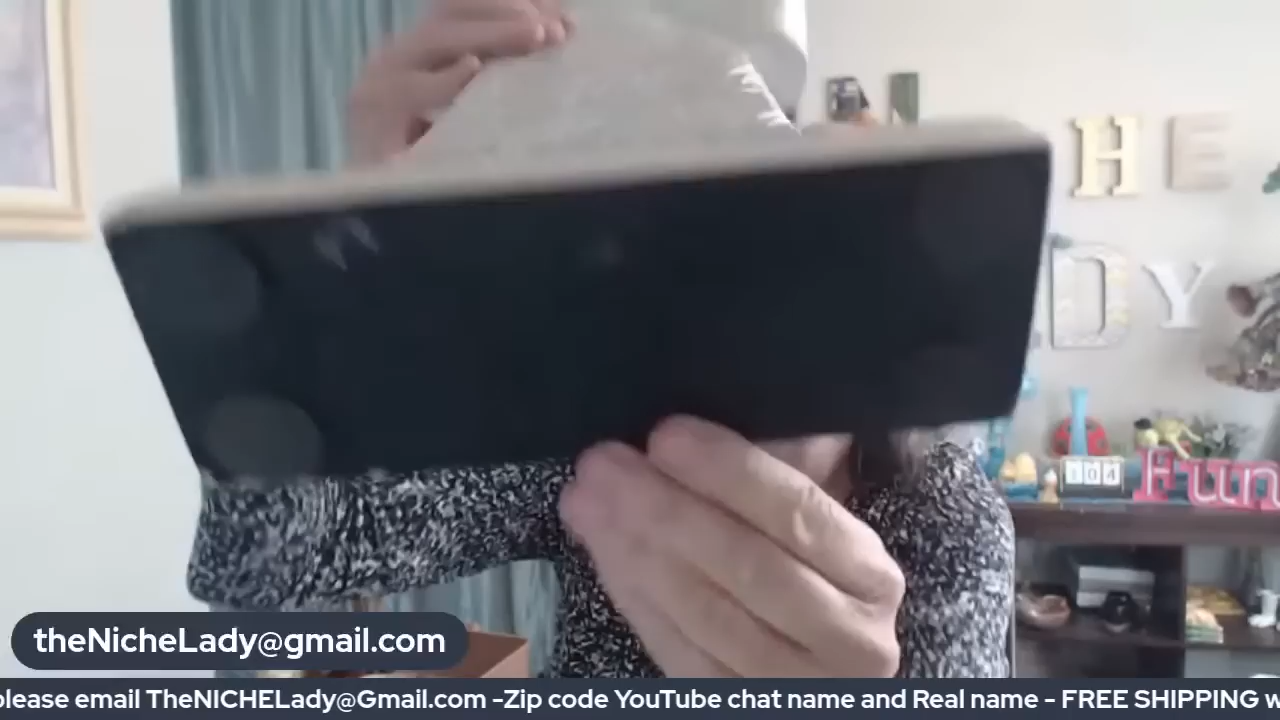 H E
D Y
104
Fun
theNicheLady@gmail.com
please email TheNICHELady@Gmail.com -Zip code YouTube chat name and Real name - FREE SHIPPING w